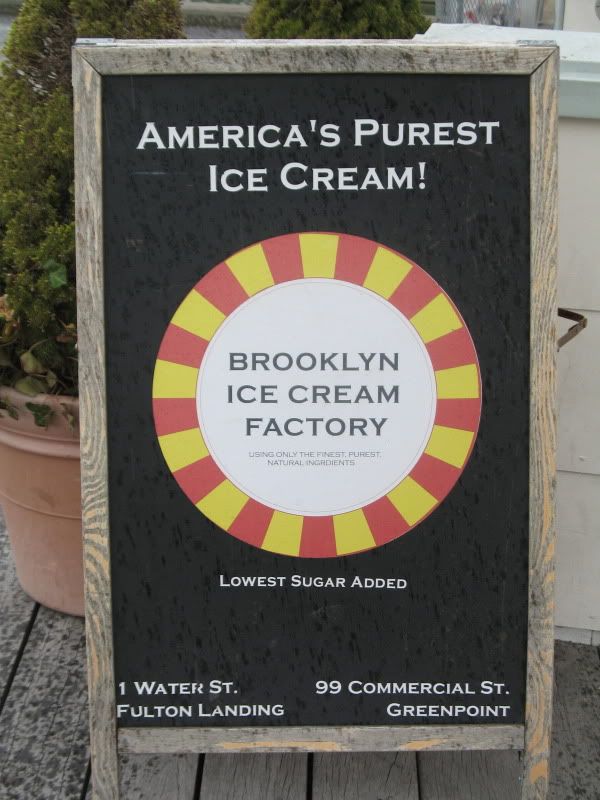 AMERICA'S PUREST
ICE CREAM!
BROOKLYN
ICE CREAM
FACTORY
USING ONLY THE FINEST, PUREST,
NATURAL INGRDIENTS
LOWEST SUGAR ADDED
1 WATER ST.
FULTON LANDING
99 COMMERCIAL ST.
GREENPOINT